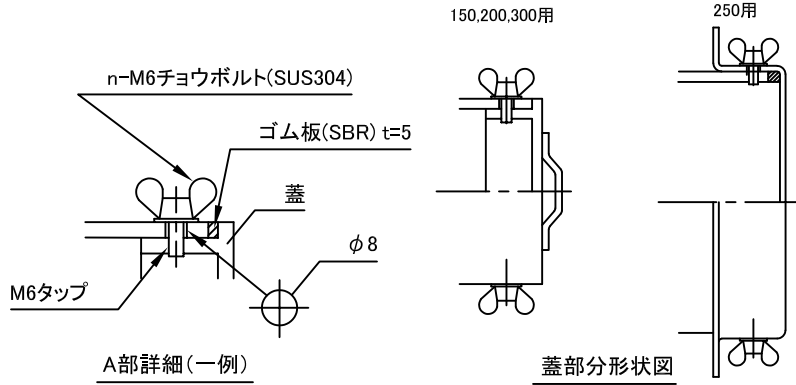 150,200,300用
250用
n-M6チョウボルト(SUS304)
ゴム板(SBR) t=5
蓋
φ8
M6タップ
A部詳細(一例)
蓋部分形状図